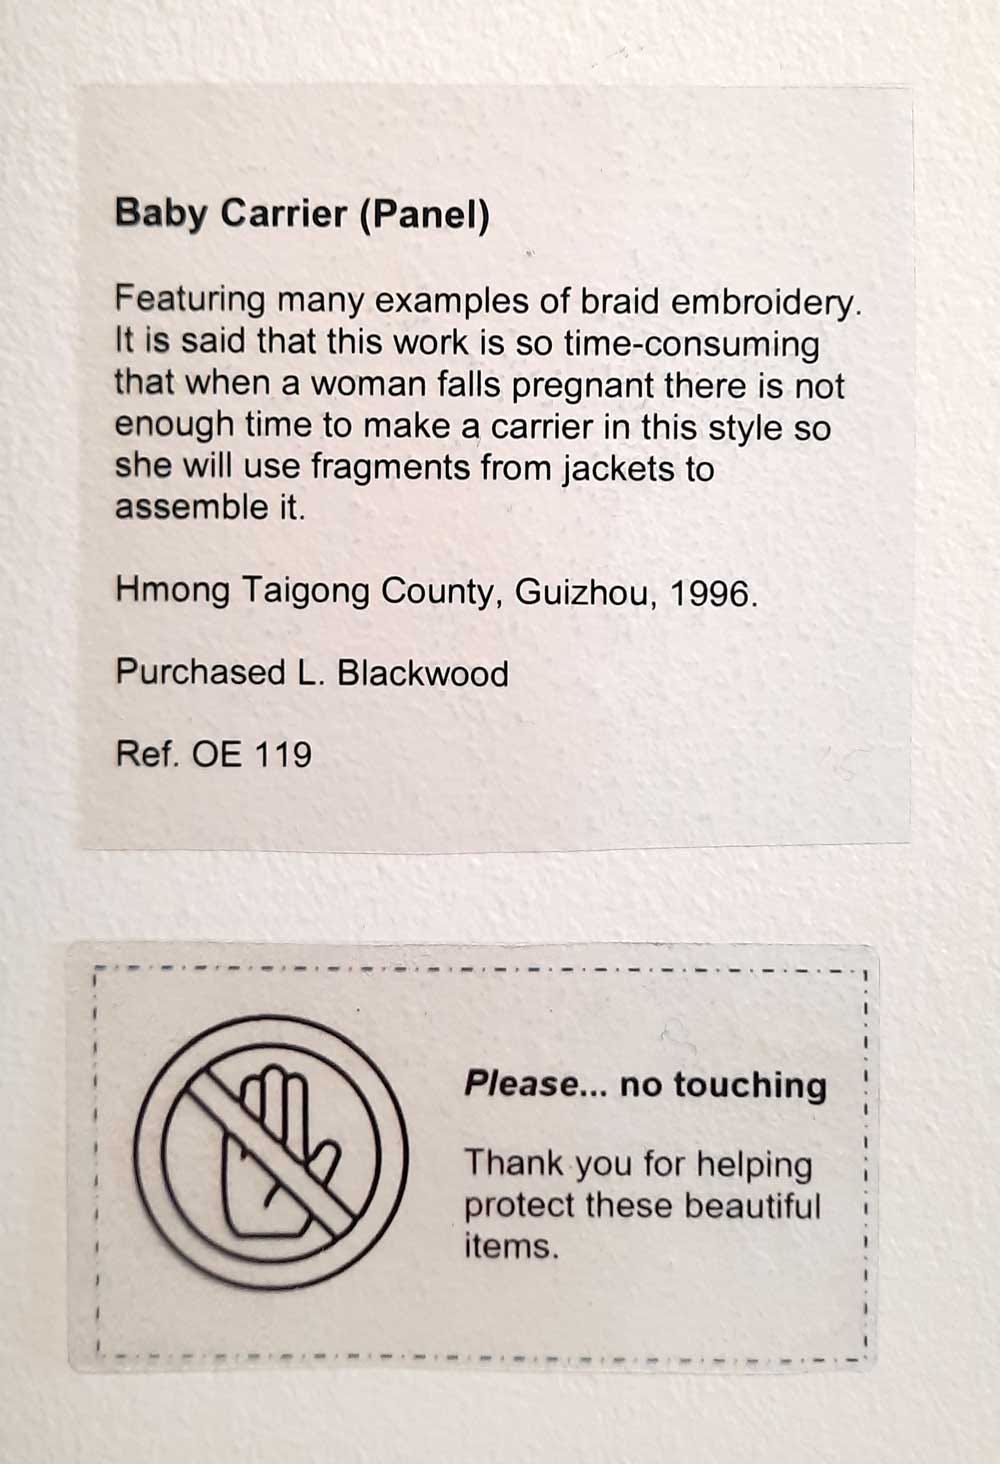 Baby Carrier (Panel)
Featuring many examples of braid embroidery.
It is said that this work is so time-consuming
that when a woman falls pregnant there is not
enough time to make a carrier in this style so
she will use fragments from jackets to
assemble it.
Hmong Taigong County, Guizhou, 1996.
Purchased L. Blackwood
Ref. OE 119
Please... no touching
Thank you for helping
protect these beautiful
items.